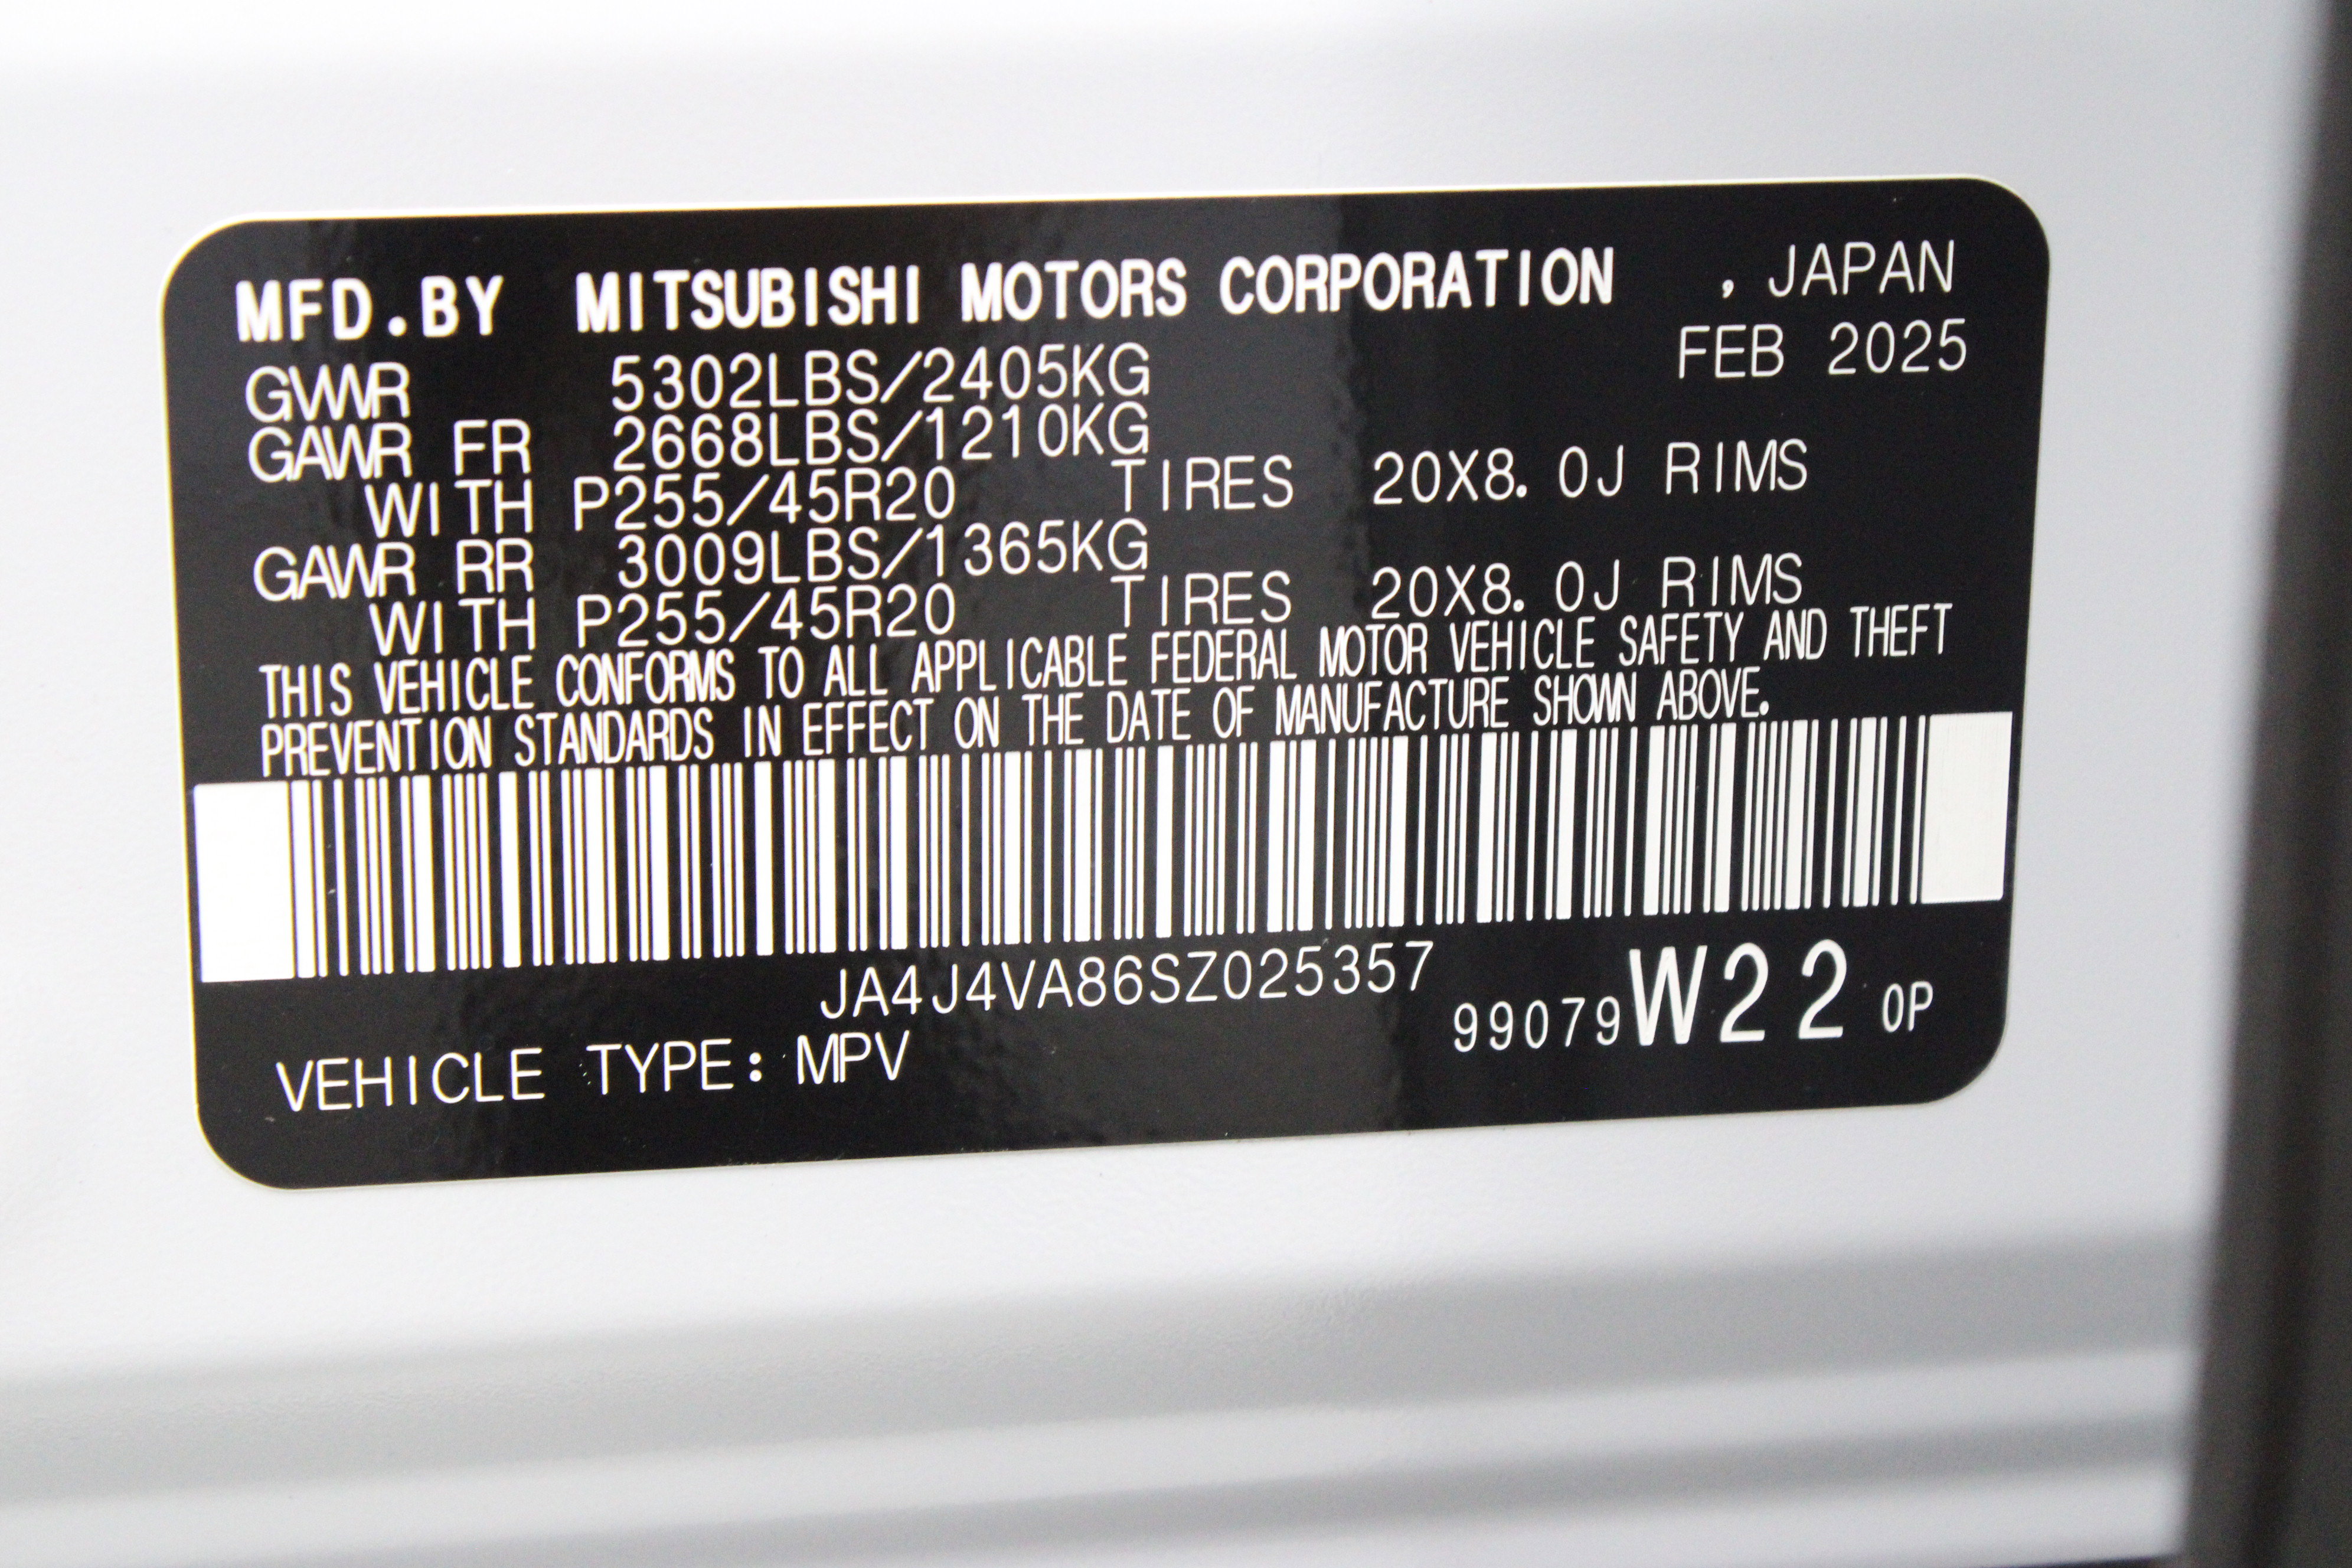 MFD.BY MITSUBISHI MOTORS CORPORATION , JAPAN
FEB 2025
GVWR 5302LBS/2405KG
GAWR FR 2668LBS/1210KG
WITH P255/45R20 TIRES 20X8.0J RIMS
GAWR RR 3009LBS/1365KG
WITH P255/45R20 TIRES 20X8.0J RIMS
THIS VEHICLE CONFORMS TO ALL APPLICABLE FEDERAL MOTOR VEHICLE SAFETY AND THEFT
PREVENTION STANDARDS IN EFFECT ON THE DATE OF MANUFACTURE SHOWN ABOVE.
JA4J4VA86SZ025357
99079W22 0P
VEHICLE TYPE: MPV